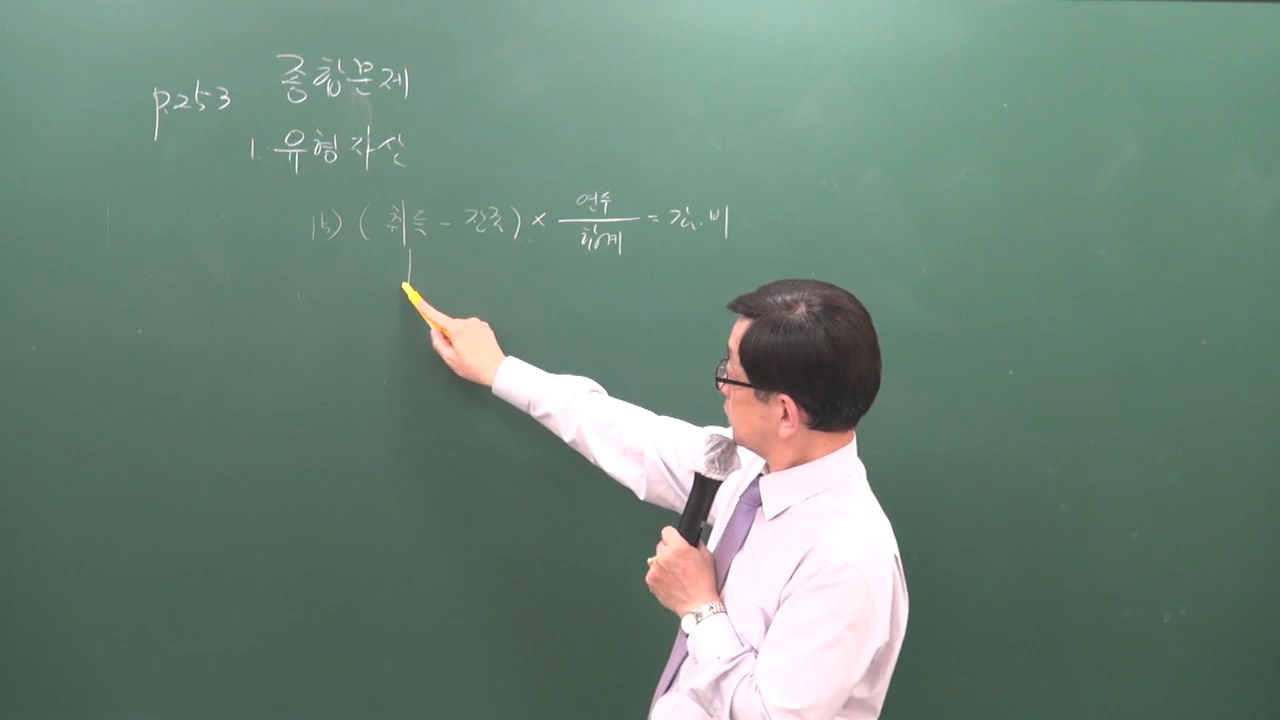 p.253 종합문제
1. 유형자산
1b) ( 취득 - 잔존 ) × 연수/합계 = 감.비